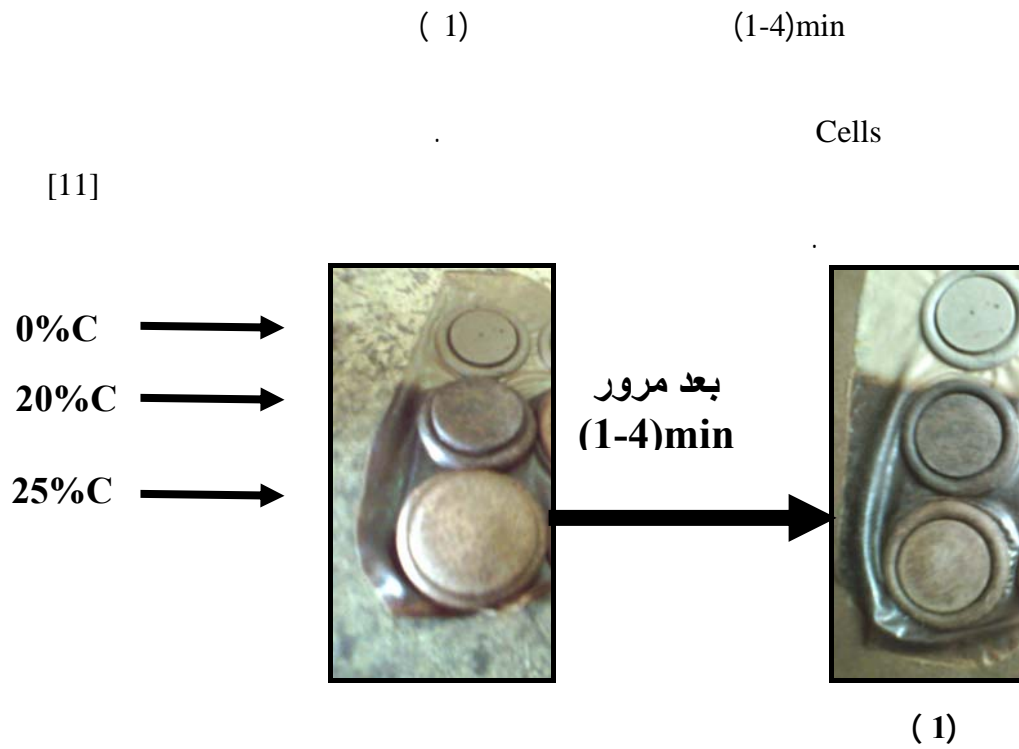 ( 1) (1-4)min
. Cells
[11]
.
0%C
20%C
25%C
بعد مرور
(1-4)min
( 1)